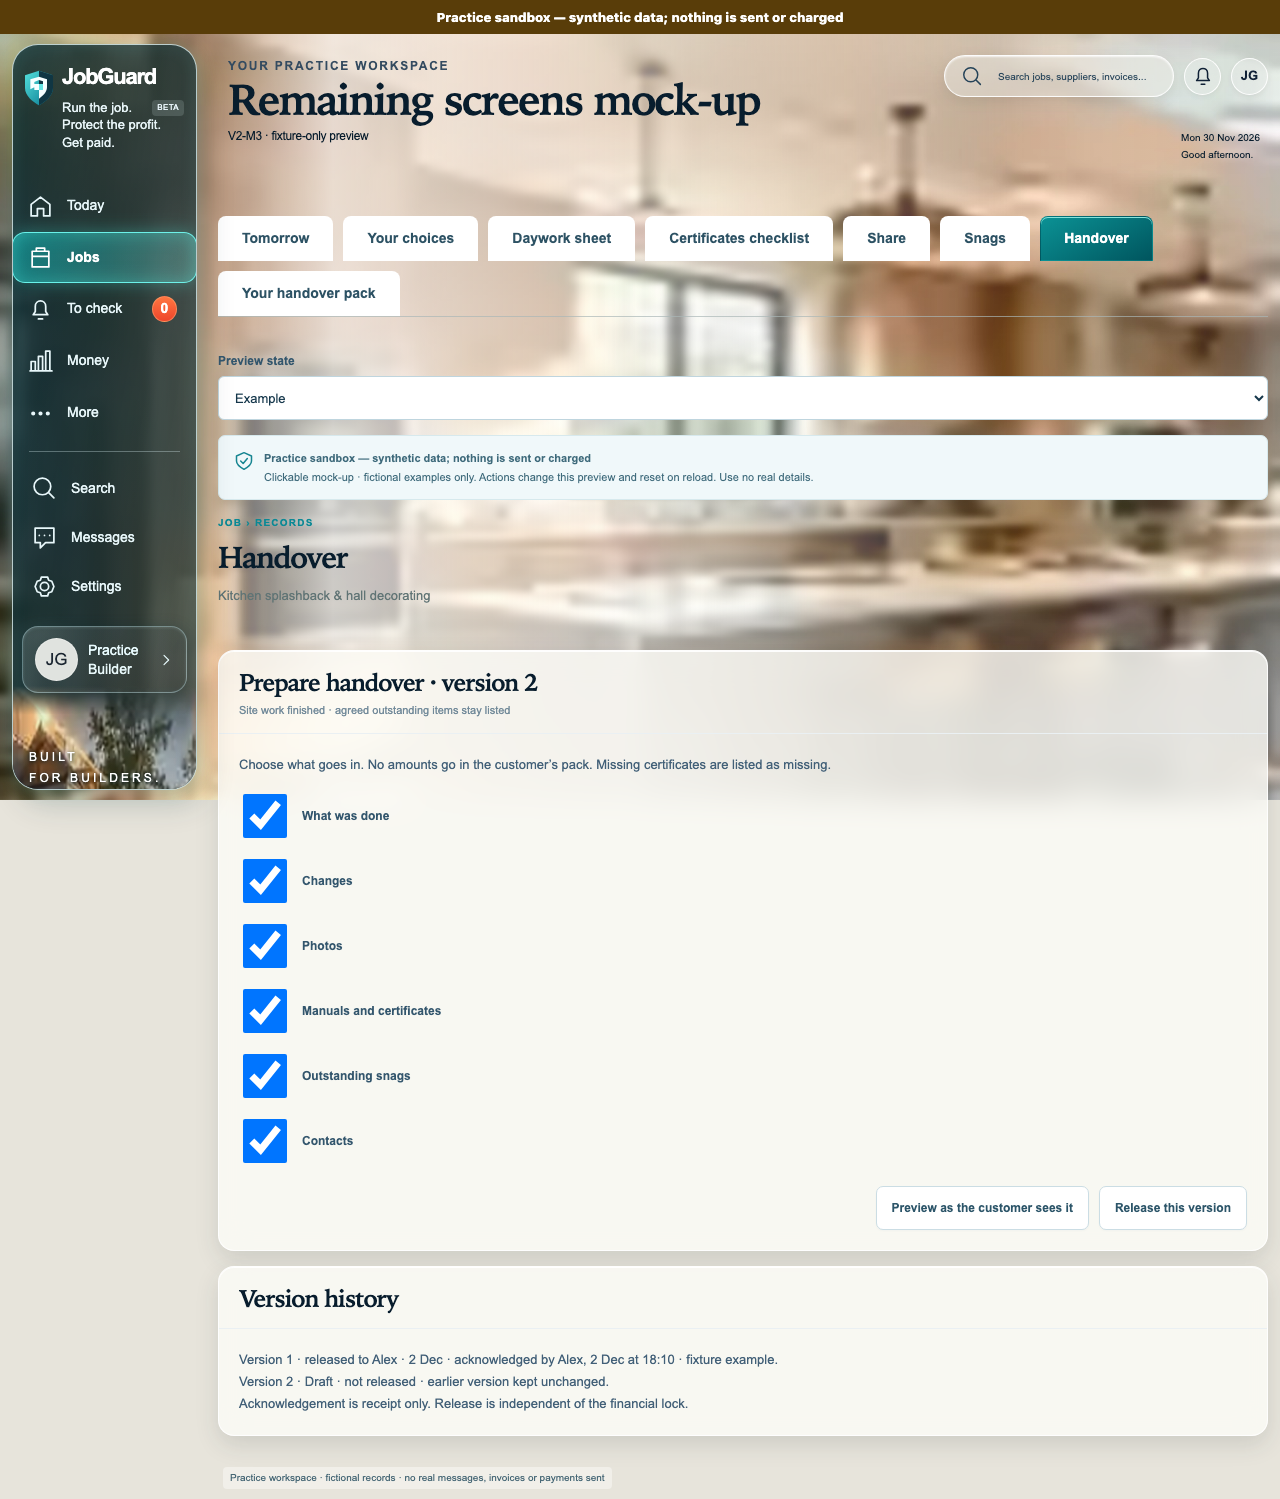 Practice sandbox — synthetic data; nothing is sent or charged
JobGuard
Run the job.
Protect the profit.
Get paid.
BETA
Today
Jobs
To check
0
Money
More
Search
Messages
Settings
JG
Practice
Builder
BUILT
FOR BUILDERS.
YOUR PRACTICE WORKSPACE
Remaining screens mock-up
V2-M3 · fixture-only preview
Search jobs, suppliers, invoices...
JG
Mon 30 Nov 2026
Good afternoon.
Tomorrow
Your choices
Daywork sheet
Certificates checklist
Share
Snags
Handover
Your handover pack
Preview state
Example
Practice sandbox — synthetic data; nothing is sent or charged
Clickable mock-up · fictional examples only. Actions change this preview and reset on reload. Use no real details.
JOB › RECORDS
Handover
Kitchen splashback & hall decorating
Prepare handover · version 2
Site work finished · agreed outstanding items stay listed
Choose what goes in. No amounts go in the customer’s pack. Missing certificates are listed as missing.
What was done
Changes
Photos
Manuals and certificates
Outstanding snags
Contacts
Preview as the customer sees it
Release this version
Version history
Version 1 · released to Alex · 2 Dec · acknowledged by Alex, 2 Dec at 18:10 · fixture example.
Version 2 · Draft · not released · earlier version kept unchanged.
Acknowledgement is receipt only. Release is independent of the financial lock.
Practice workspace · fictional records · no real messages, invoices or payments sent